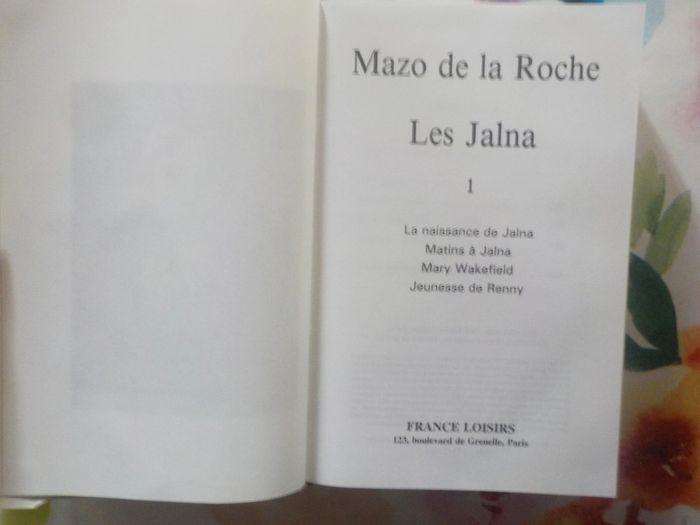 Mazo de la Roche
Les Jalna
1
La naissance de Jalna
Matins à Jalna
Mary Wakefield
Jeunesse de Renny
FRANCE LOISIRS
123, boulevard de Grenelle, Paris